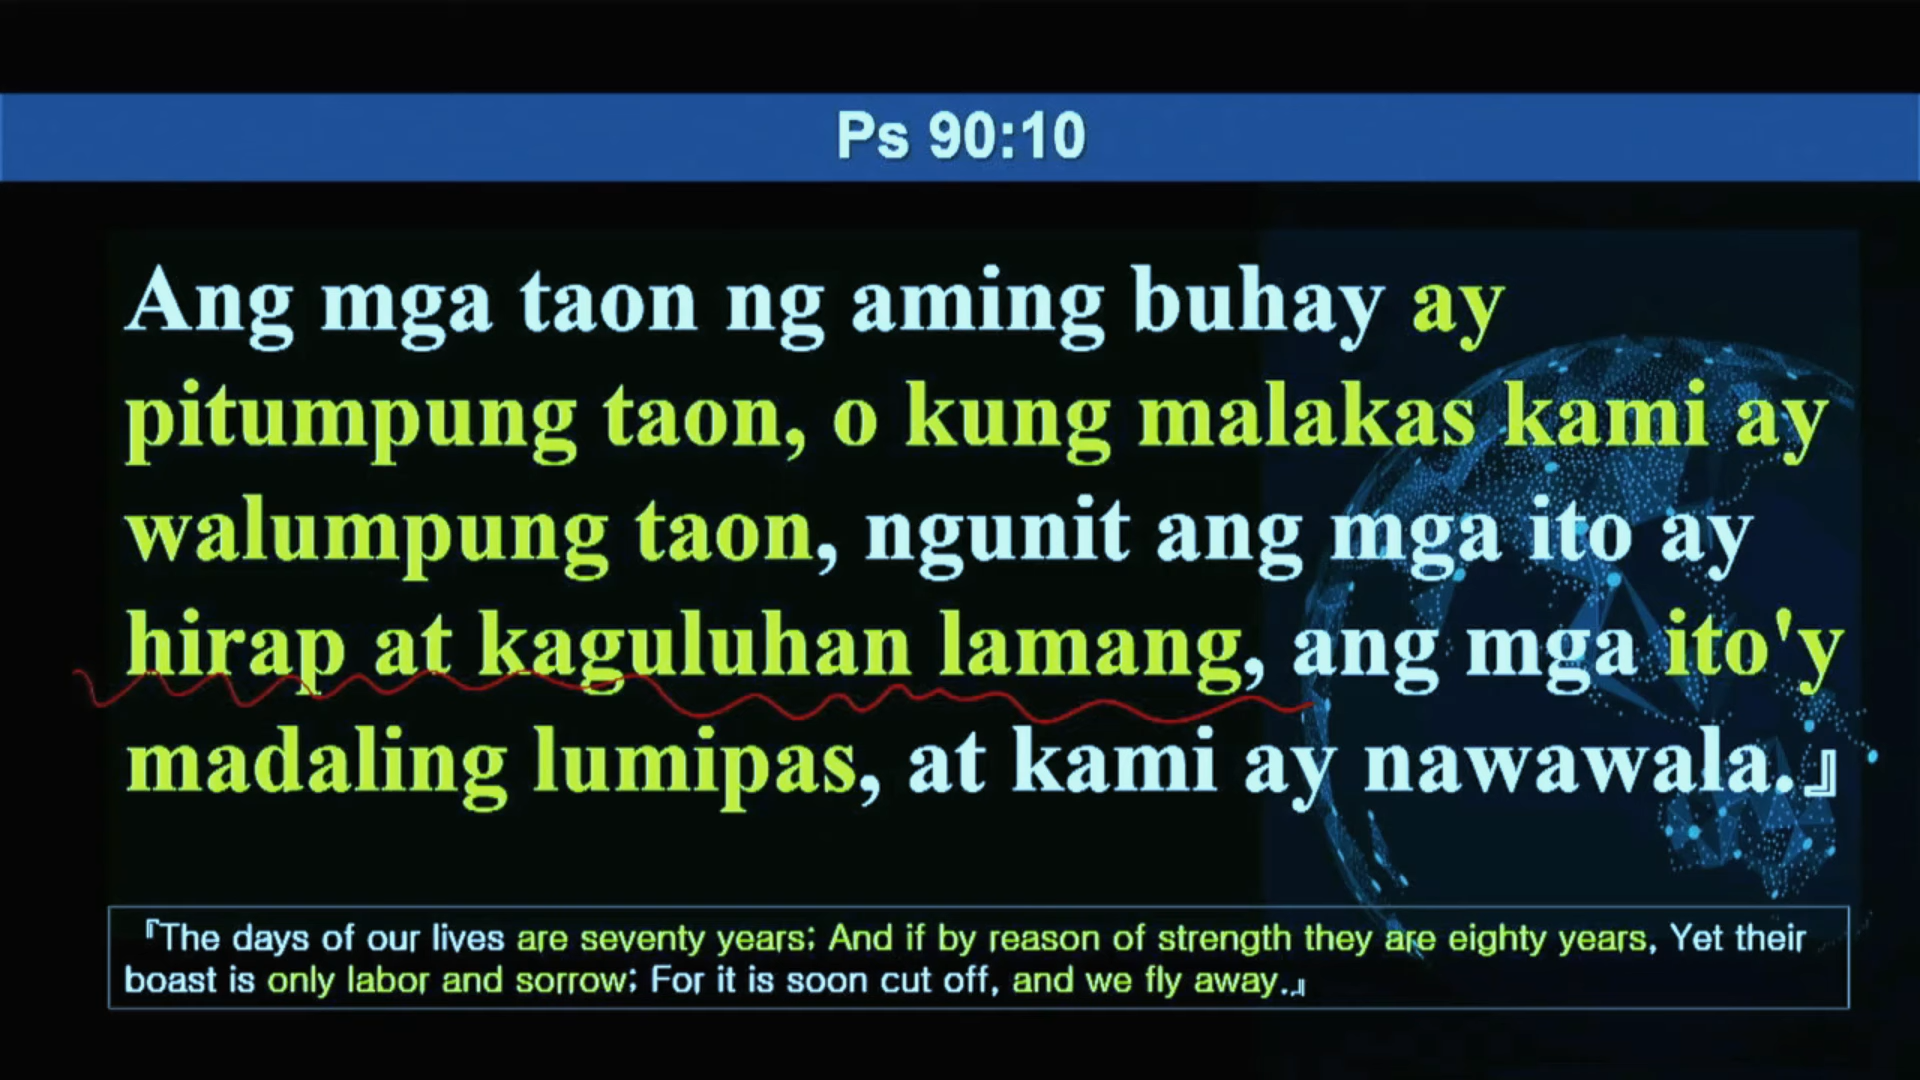 Ps 90:10
Ang mga taon ng aming buhay ay
pitumpung taon, o kung malakas kami ay
walumpung taon, ngunit ang mga ito ay
hirap at kaguluhan lamang, ang mga ito'y
madaling lumipas, at kami ay nawawala.』
『The days of our lives are seventy years; And if by reason of strength they are eighty years, Yet their
boast is only labor and sorrow; For it is soon cut off, and we fly away.』